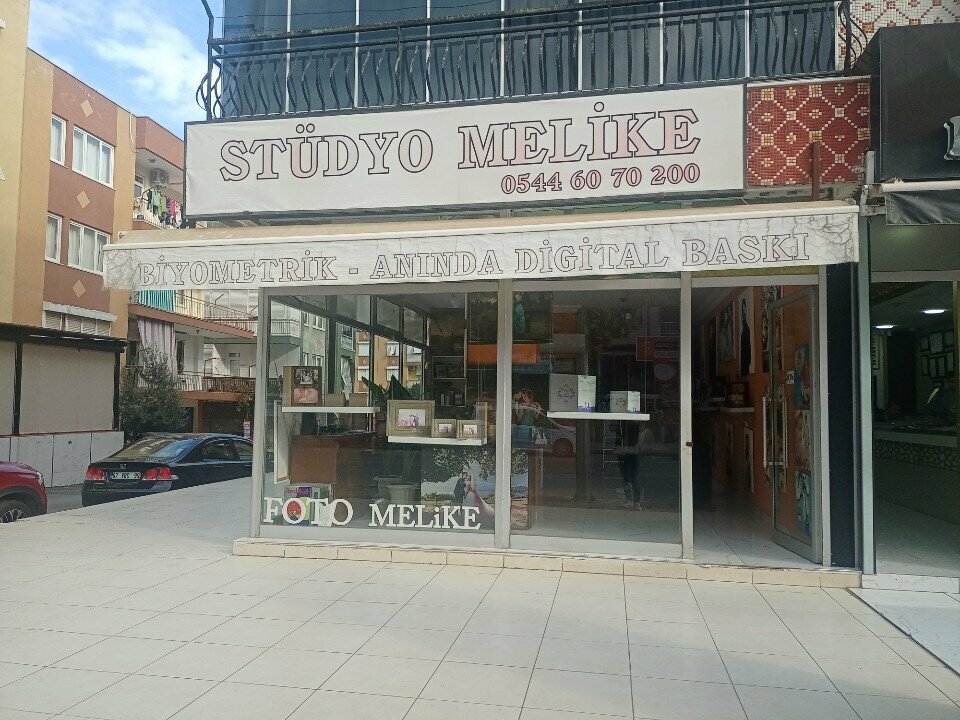 STÜDYO MELİKE
0544 60 70 200
BİYOMETRİK - ANINDA DİGİTAL BASKI
FOTO MELiKE